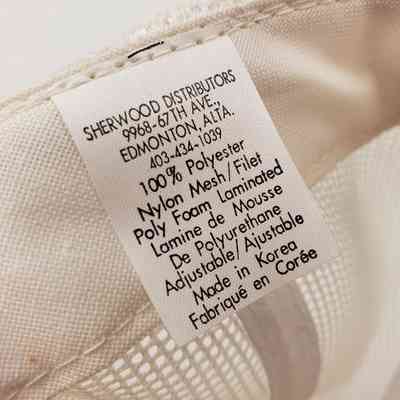 SHERWOOD DISTRIBUTORS
9968-67TH AVE.,
EDMONTON, ALTA.
403-434-1039
100% Polyester
Nylon Mesh/Filet
Poly Foam Laminated
Lamine de Mousse
De Polyurethane
Adjustable/Ajustable
Made in Korea
Fabriqué en Corée